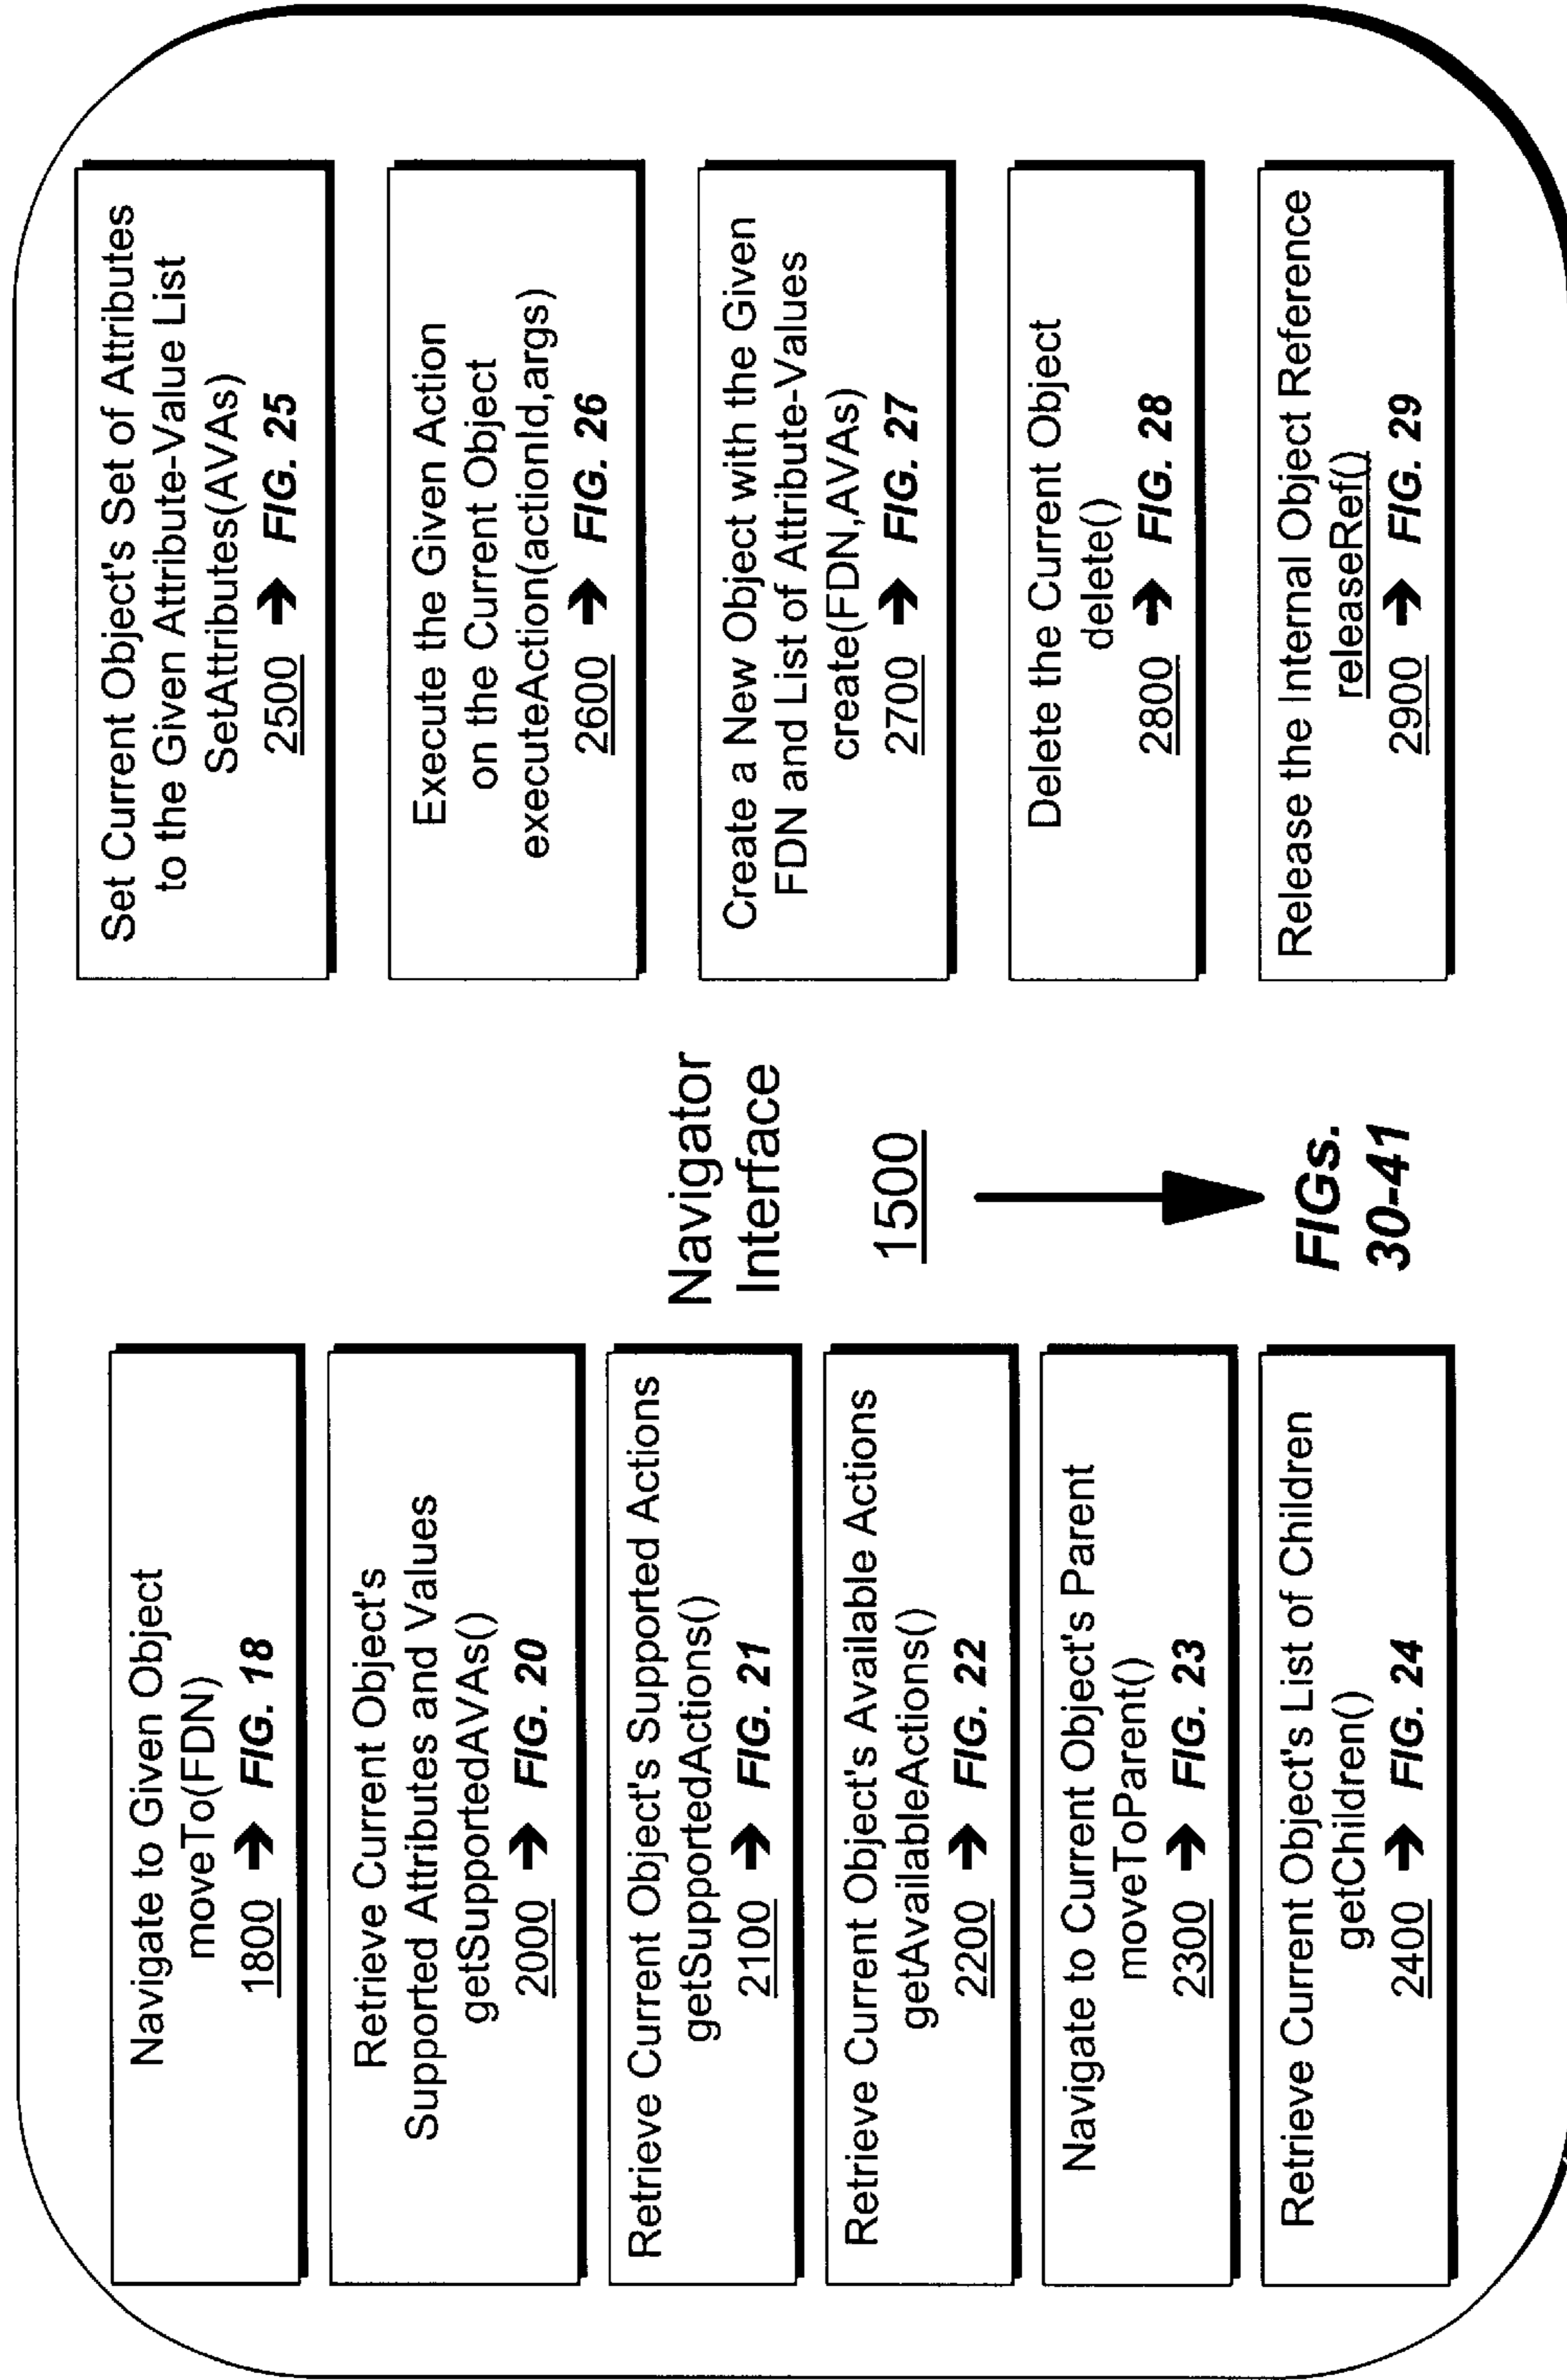 Navigate to Given Object
moveTo(FDN)
1800 → FIG. 18
Retrieve Current Object's
Supported Attributes and Values
getSupportedAVAs()
2000 → FIG. 20
Retrieve Current Object's Supported Actions
getSupportedActions()
2100 → FIG. 21
Retrieve Current Object's Available Actions
getAvailableActions()
2200 → FIG. 22
Navigate to Current Object's Parent
moveToParent()
2300 → FIG. 23
Retrieve Current Object's List of Children
getChildren()
2400 → FIG. 24
Navigator
Interface
1500
FIGs.
30-41
Set Current Object's Set of Attributes
to the Given Attribute-Value List
SetAttributes(AVAs)
2500 → FIG. 25
Execute the Given Action
on the Current Object
executeAction(actionId,args)
2600 → FIG. 26
Create a New Object with the Given
FDN and List of Attribute-Values
create(FDN,AVAs)
2700 → FIG. 27
Delete the Current Object
delete()
2800 → FIG. 28
Release the Internal Object Reference
releaseRef()
2900 → FIG. 29